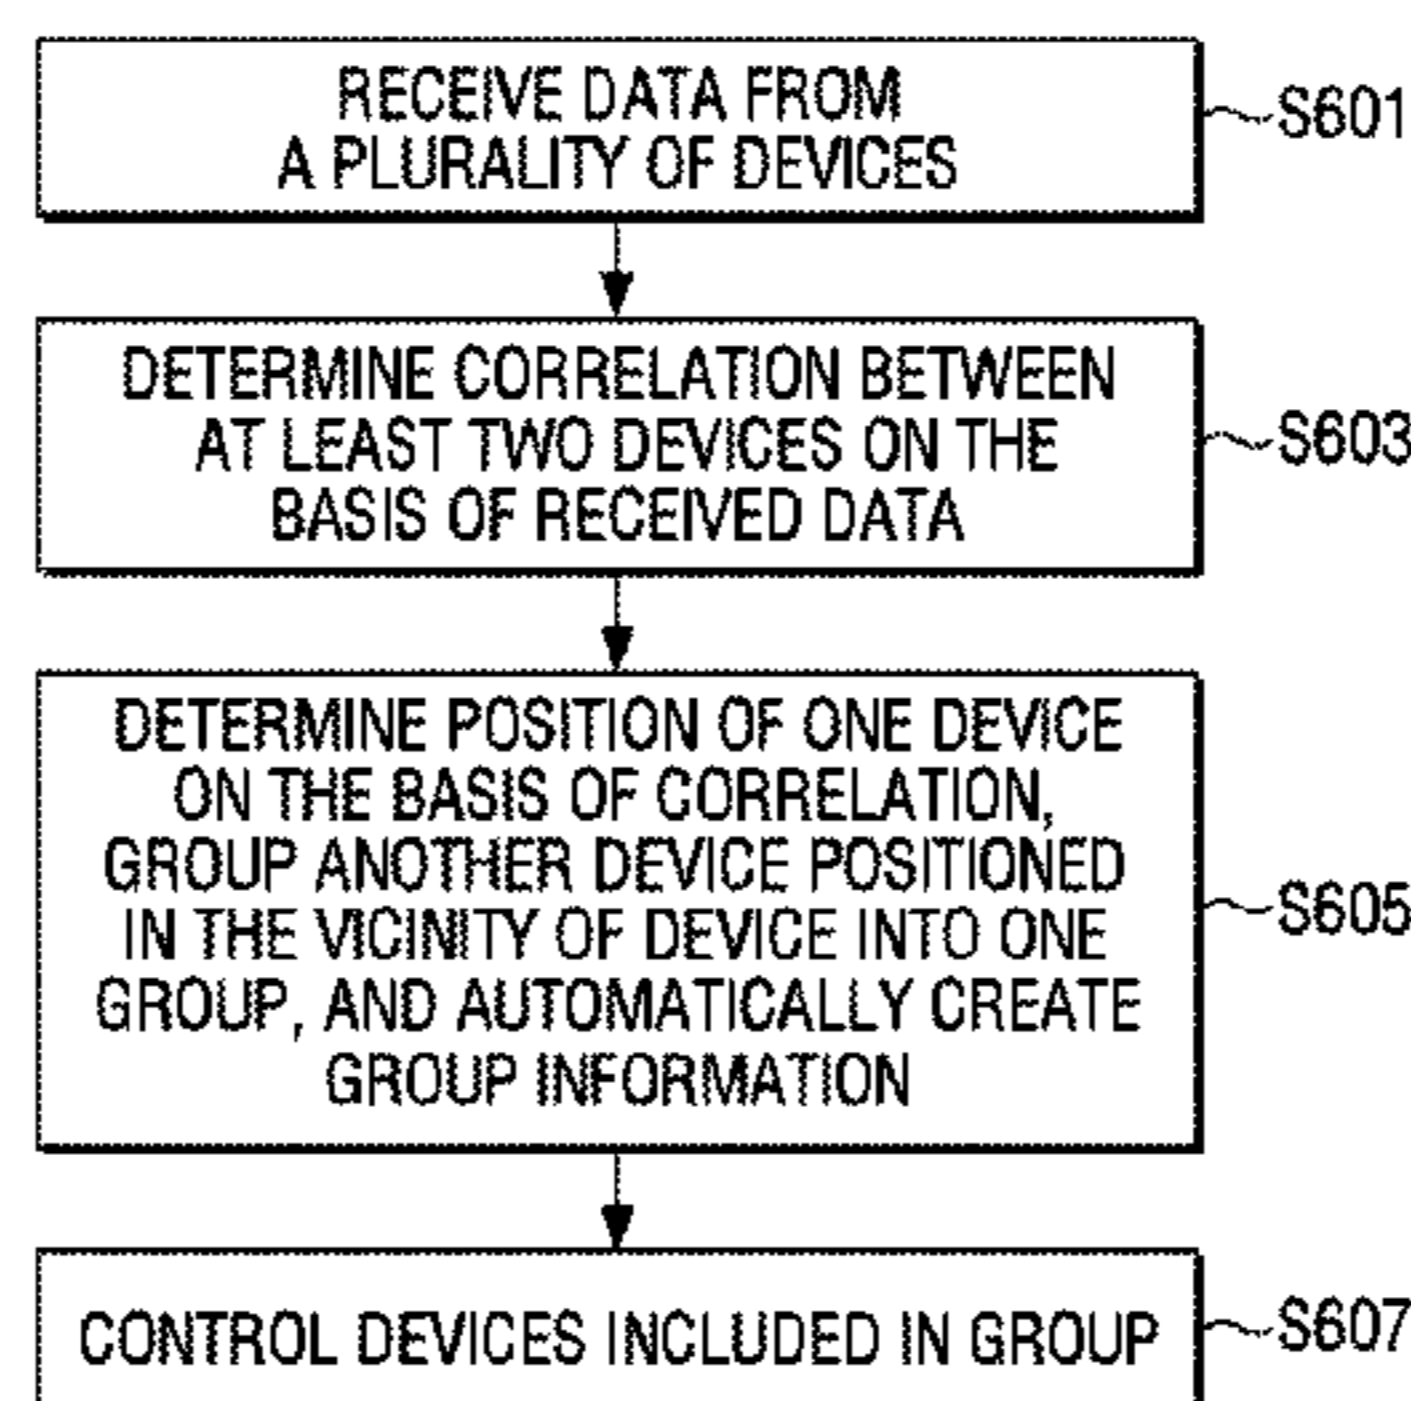 RECEIVE DATA FROM
A PLURALITY OF DEVICES
S601
DETERMINE CORRELATION BETWEEN
AT LEAST TWO DEVICES ON THE
BASIS OF RECEIVED DATA
S603
DETERMINE POSITION OF ONE DEVICE
ON THE BASIS OF CORRELATION,
GROUP ANOTHER DEVICE POSITIONED
IN THE VICINITY OF DEVICE INTO ONE
GROUP, AND AUTOMATICALLY CREATE
GROUP INFORMATION
S605
CONTROL DEVICES INCLUDED IN GROUP
S607